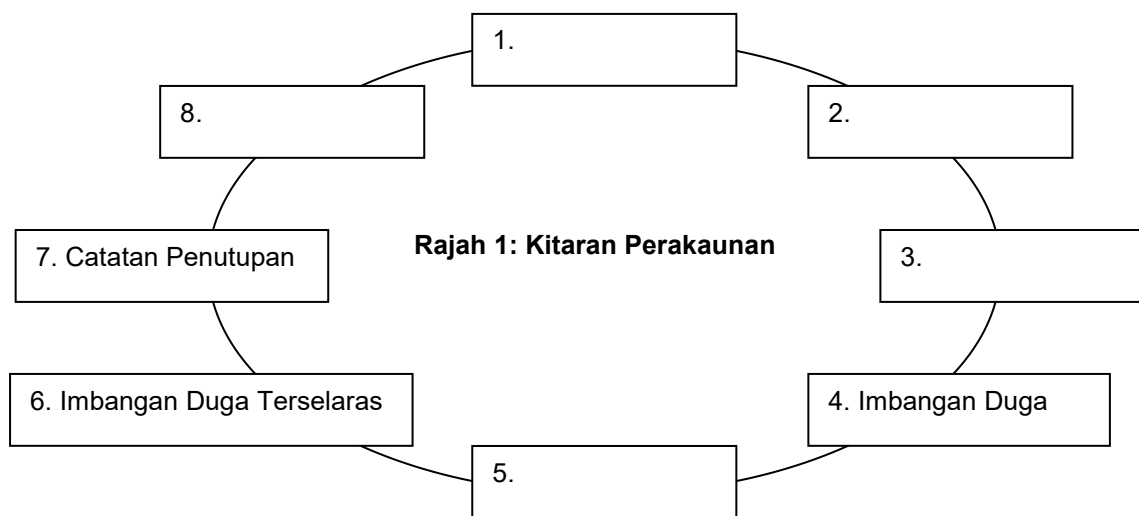 1.
2.
3.
4. Imbangan Duga
5.
6. Imbangan Duga Terselaras
7. Catatan Penutupan
8.
Rajah 1: Kitaran Perakaunan